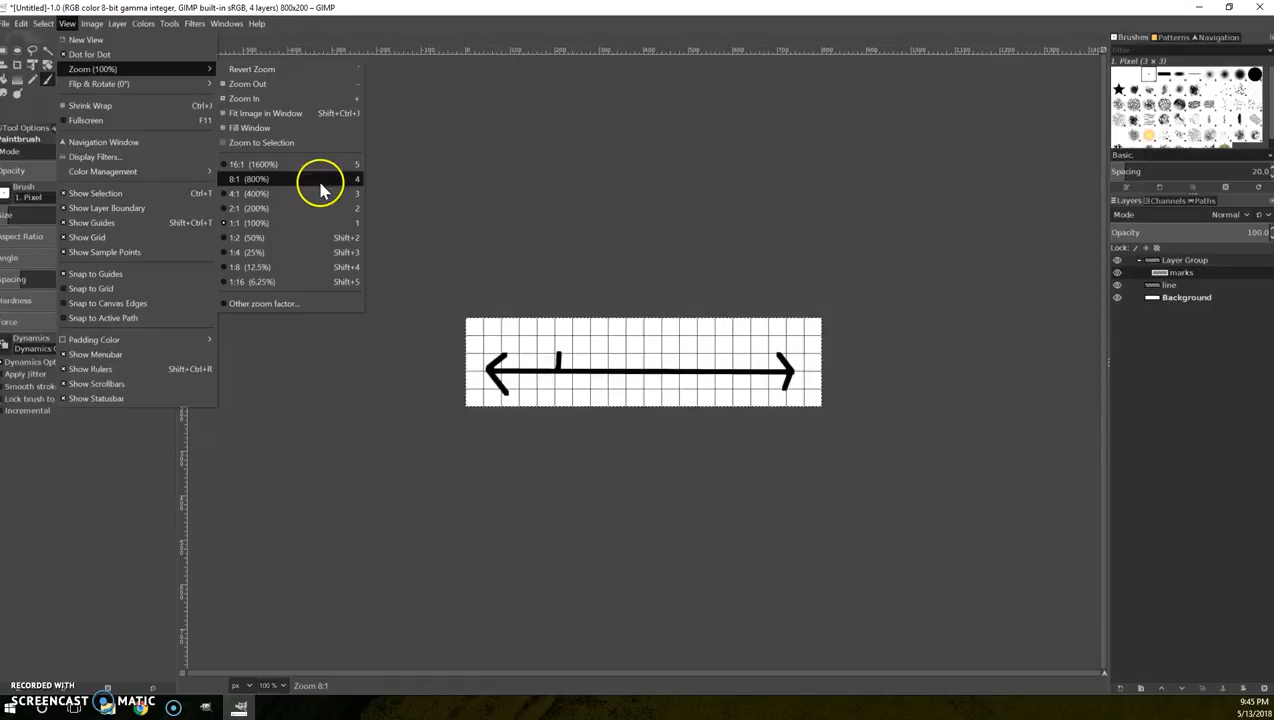 *[Untitled]-1.0 (RGB color 8-bit gamma integer, GIMP built-in sRGB, 4 layers) 800x200 – GIMP
File Edit Select View Image Layer Colors Tools Filters Windows Help
New View
Dot for Dot
Zoom (100%)
Flip & Rotate (0°)
Shrink Wrap Ctrl+J
Fullscreen F11
Navigation Window
Display Filters...
Color Management
Show Selection Ctrl+T
Show Layer Boundary
Show Guides Shift+Ctrl+T
Show Grid
Show Sample Points
Snap to Guides
Snap to Grid
Snap to Canvas Edges
Snap to Active Path
Padding Color
Show Menubar
Show Rulers Shift+Ctrl+R
Show Scrollbars
Show Statusbar
Revert Zoom `
Zoom Out -
Zoom In +
Fit Image in Window Shift+Ctrl+J
Fill Window
Zoom to Selection
16:1 (1600%) 5
8:1 (800%) 4
4:1 (400%) 3
2:1 (200%) 2
1:1 (100%) 1
1:2 (50%) Shift+2
1:4 (25%) Shift+3
1:8 (12.5%) Shift+4
1:16 (6.25%) Shift+5
Other zoom factor...
Tool Options
Paintbrush
Mode
Opacity
Brush
1. Pixel
Size
Aspect Ratio
Angle
Spacing
Hardness
Force
Dynamics
Dynamics O
Dynamics Opt
Apply Jitter
Smooth strok
Lock brush to
Incremental
Brushes Patterns Navigation
filter
1. Pixel (3 × 3)
Basic,
Spacing 20.0
Layers Channels Paths
Mode Normal
Opacity 100.0
Lock:
Layer Group
marks
line
Background
px 100 % Zoom 8:1
RECORDED WITH
SCREENCAST MATIC
9:45 PM
5/13/2018